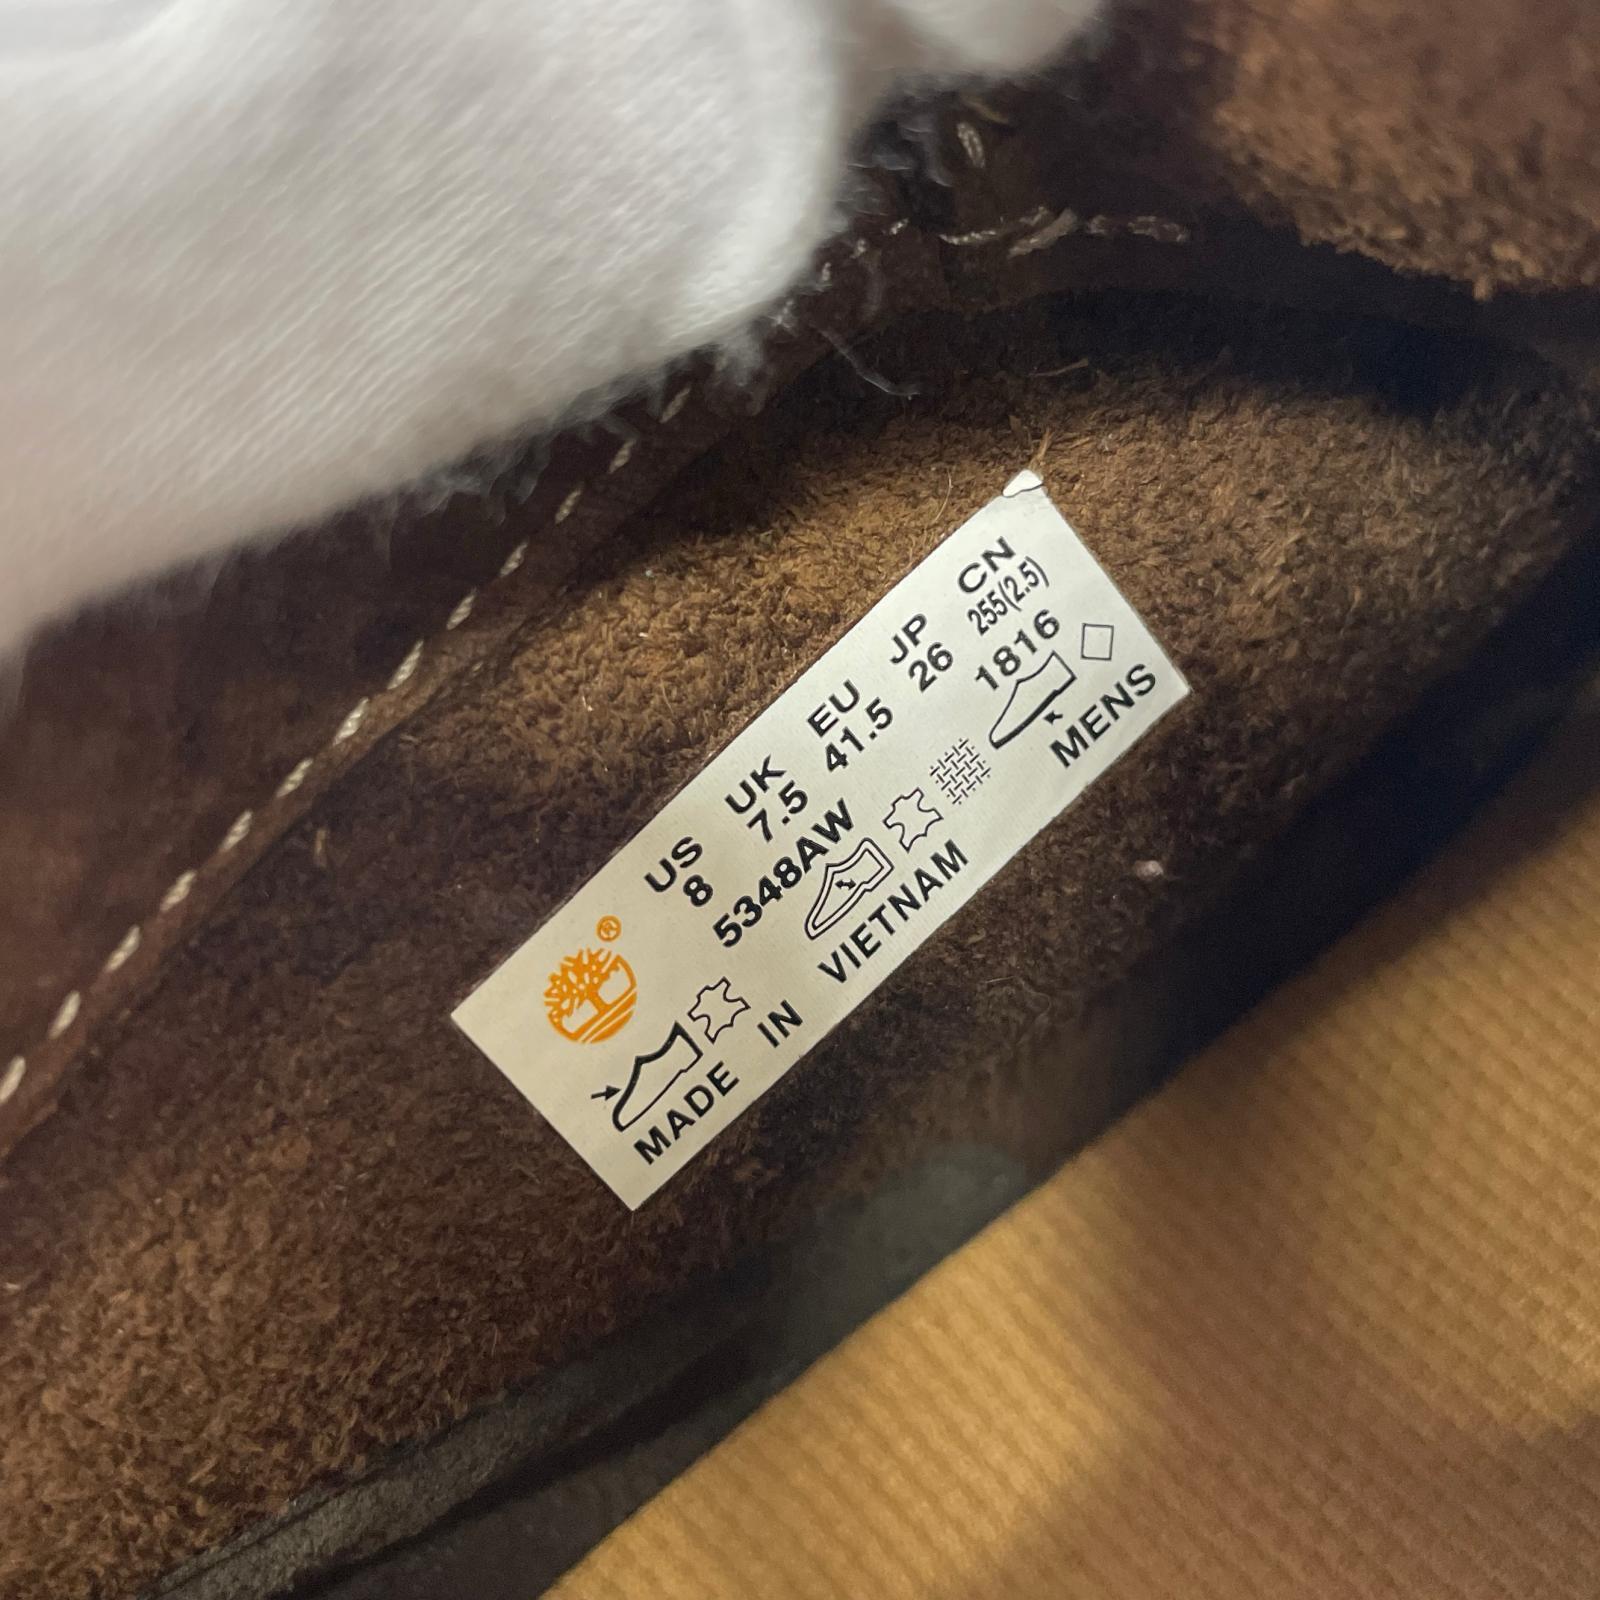 US UK EU JP CN
8 7.5 41.5 26 255(2.5)
5348AW 1816
MENS
MADE IN VIETNAM
®